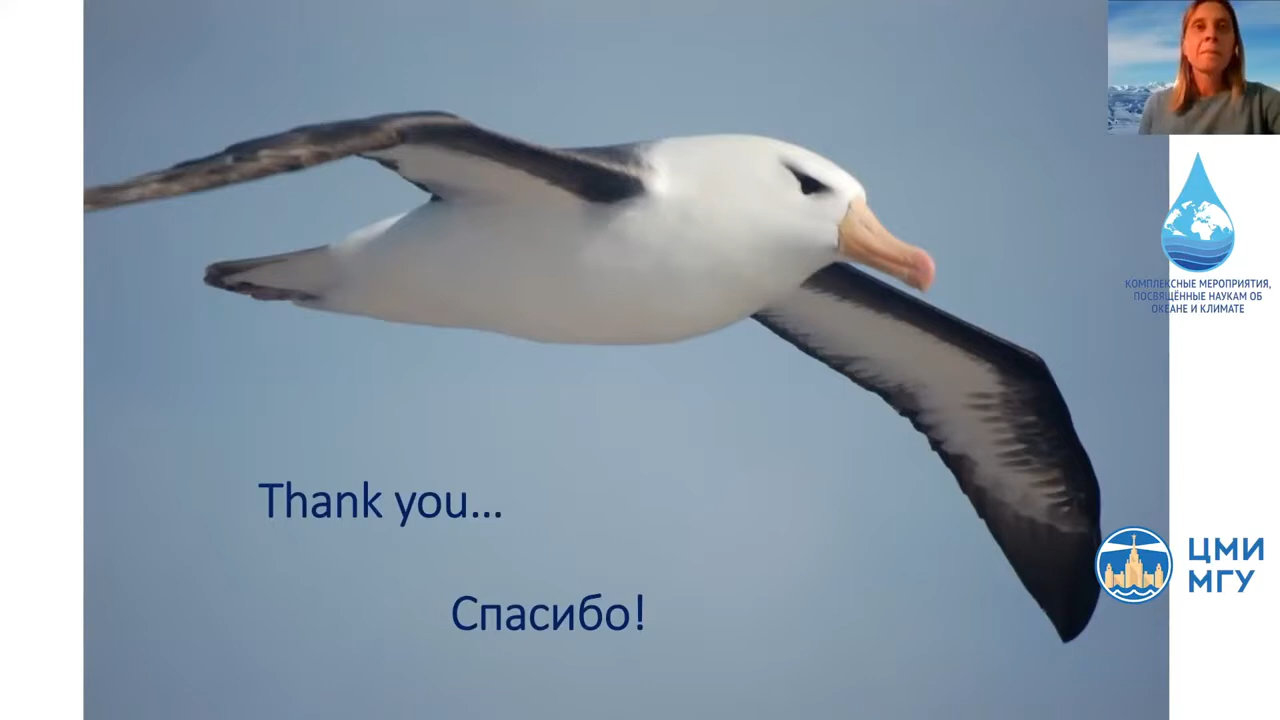 КОМПЛЕКСНЫЕ МЕРОПРИЯТИЯ,
ПОСВЯЩЁННЫЕ НАУКАМ ОБ
ОКЕАНЕ И КЛИМАТЕ
Thank you...
ЦМИ
МГУ
Спасибо!